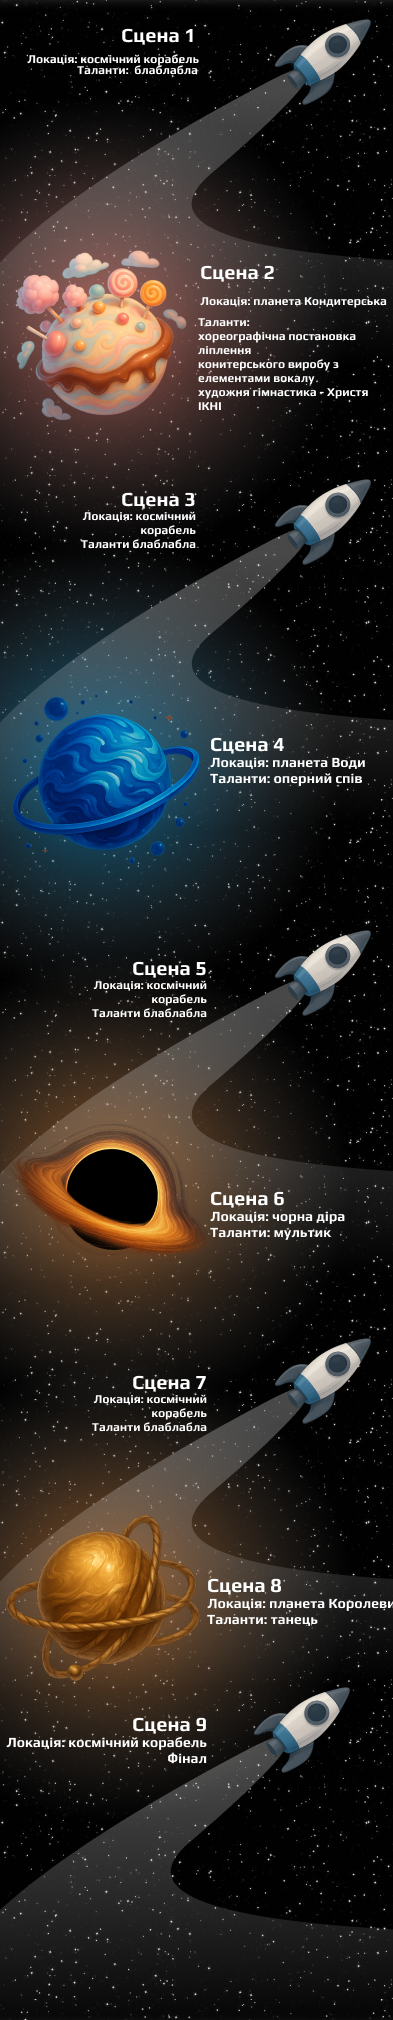 Сцена 1
Локація: космічний корабель
Таланти: блаблабла
Сцена 2
Локація: планета Кондитерська
Таланти:
хореографічна постановка
ліплення
конитерського виробу з
елементами вокалу
художня гімнастика - Христя
ІКНІ
Сцена 3
Локація: космічний
корабель
Таланти блаблабла
Сцена 4
Локація: планета Води
Таланти: оперний спів
Сцена 5
Локація: космічний
корабель
Таланти блаблабла
Сцена 6
Локація: чорна діра
Таланти: мультик
Сцена 7
Локація: космічний
корабель
Таланти блаблабла
Сцена 8
Локація: планета Королеви
Таланти: танець
Сцена 9
Локація: космічний корабель
Фінал